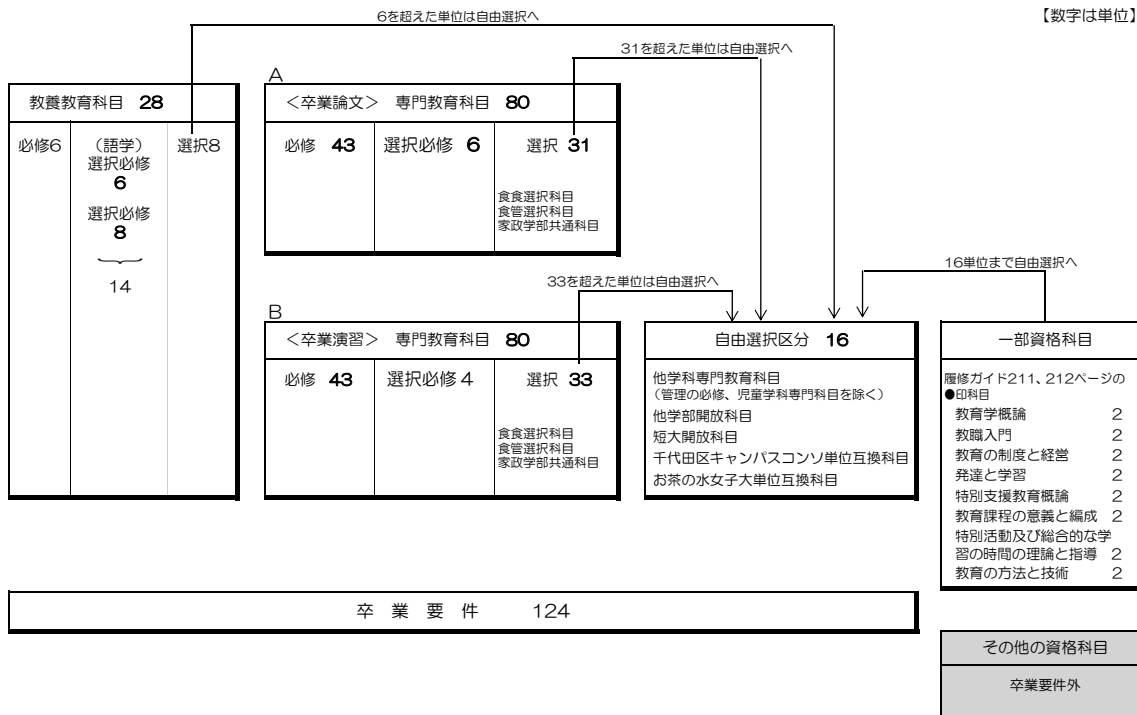 6を超えた単位は自由選択へ
【数字は単位】
31を超えた単位は自由選択へ
教養教育科目 28
必修6
（語学）
選択必修
6
選択必修
8
14
選択8
A
＜卒業論文＞ 専門教育科目 80
必修 43
選択必修 6
選択 31
食食選択科目
食管選択科目
家政学部共通科目
33を超えた単位は自由選択へ
16単位まで自由選択へ
B
＜卒業演習＞ 専門教育科目 80
必修 43
選択必修 4
選択 33
食食選択科目
食管選択科目
家政学部共通科目
自由選択区分 16
他学科専門教育科目
（管理の必修、児童学科専門科目を除く）
他学部開放科目
短大開放科目
千代田区キャンパスコンソ単位互換科目
お茶の水女子大単位互換科目
一部資格科目
履修ガイド211、212ページの
●印科目
教育学概論 2
教職入門 2
教育の制度と経営 2
発達と学習 2
特別支援教育概論 2
教育課程の意義と編成 2
特別活動及び総合的な学
習の時間の理論と指導 2
教育の方法と技術 2
卒業要件 124
その他の資格科目
卒業要件外